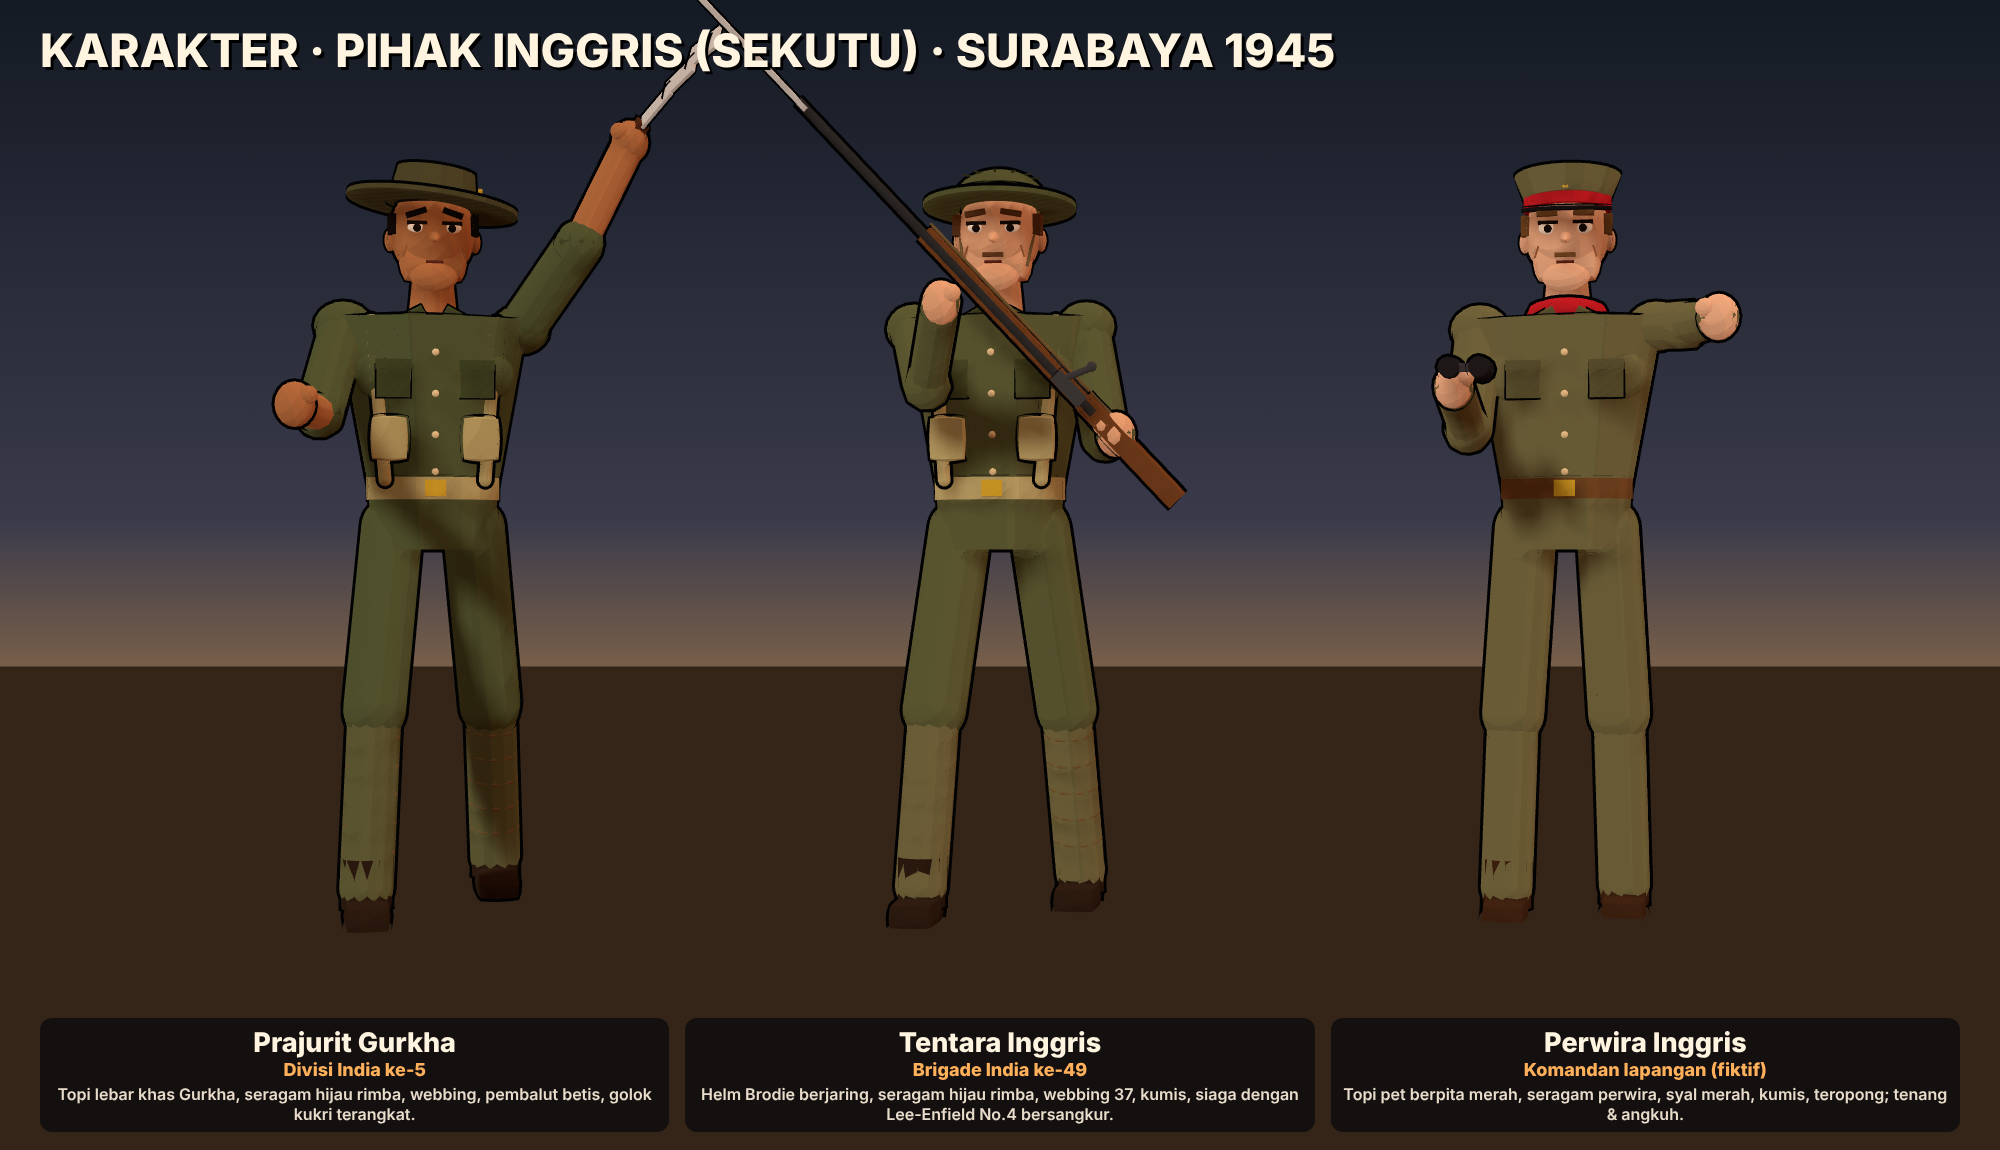 KARAKTER · PIHAK INGGRIS (SEKUTU) · SURABAYA 1945
Prajurit Gurkha
Divisi India ke-5
Topi lebar khas Gurkha, seragam hijau rimba, webbing, pembalut betis, golok
kukri terangkat.
Tentara Inggris
Brigade India ke-49
Helm Brodie berjaring, seragam hijau rimba, webbing 37, kumis, siaga dengan
Lee-Enfield No.4 bersangkur.
Perwira Inggris
Komandan lapangan (fiktif)
Topi pet berpita merah, seragam perwira, syal merah, kumis, teropong; tenang
& angkuh.